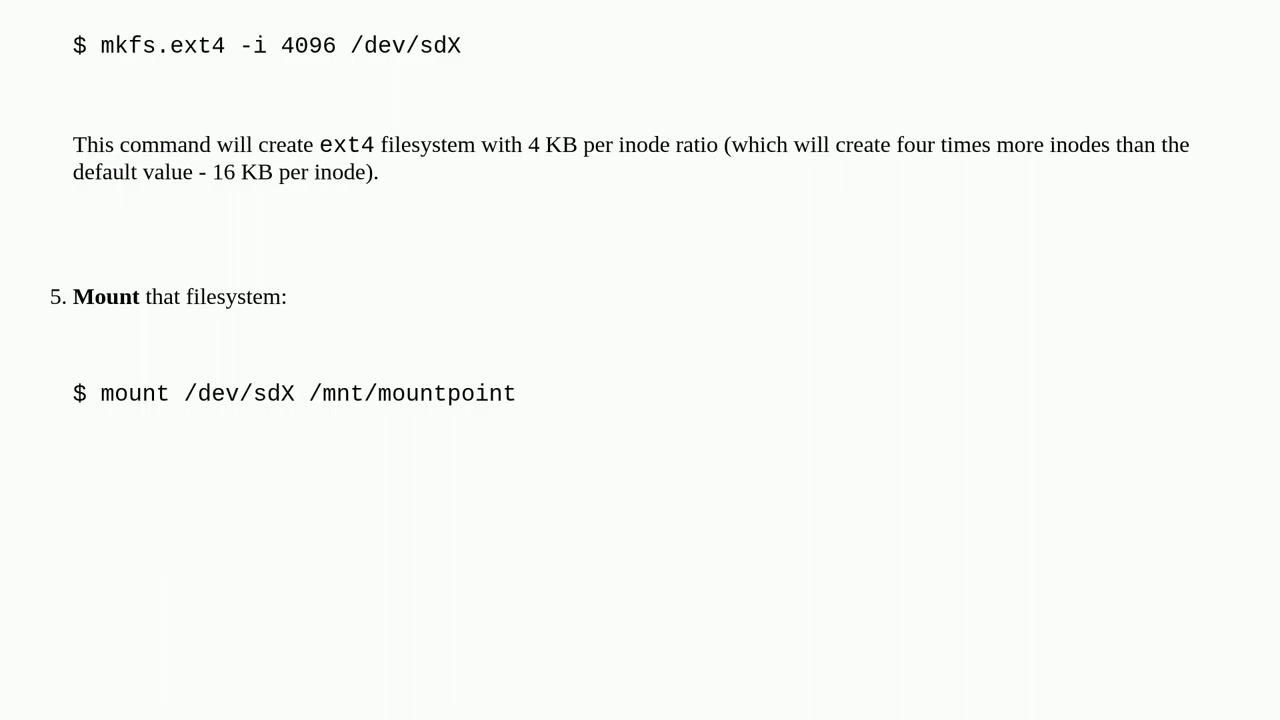 $ mkfs.ext4 -i 4096 /dev/sdX
This command will create ext4 filesystem with 4 KB per inode ratio (which will create four times more inodes than the
default value - 16 KB per inode).
5. Mount that filesystem:
$ mount /dev/sdX /mnt/mountpoint